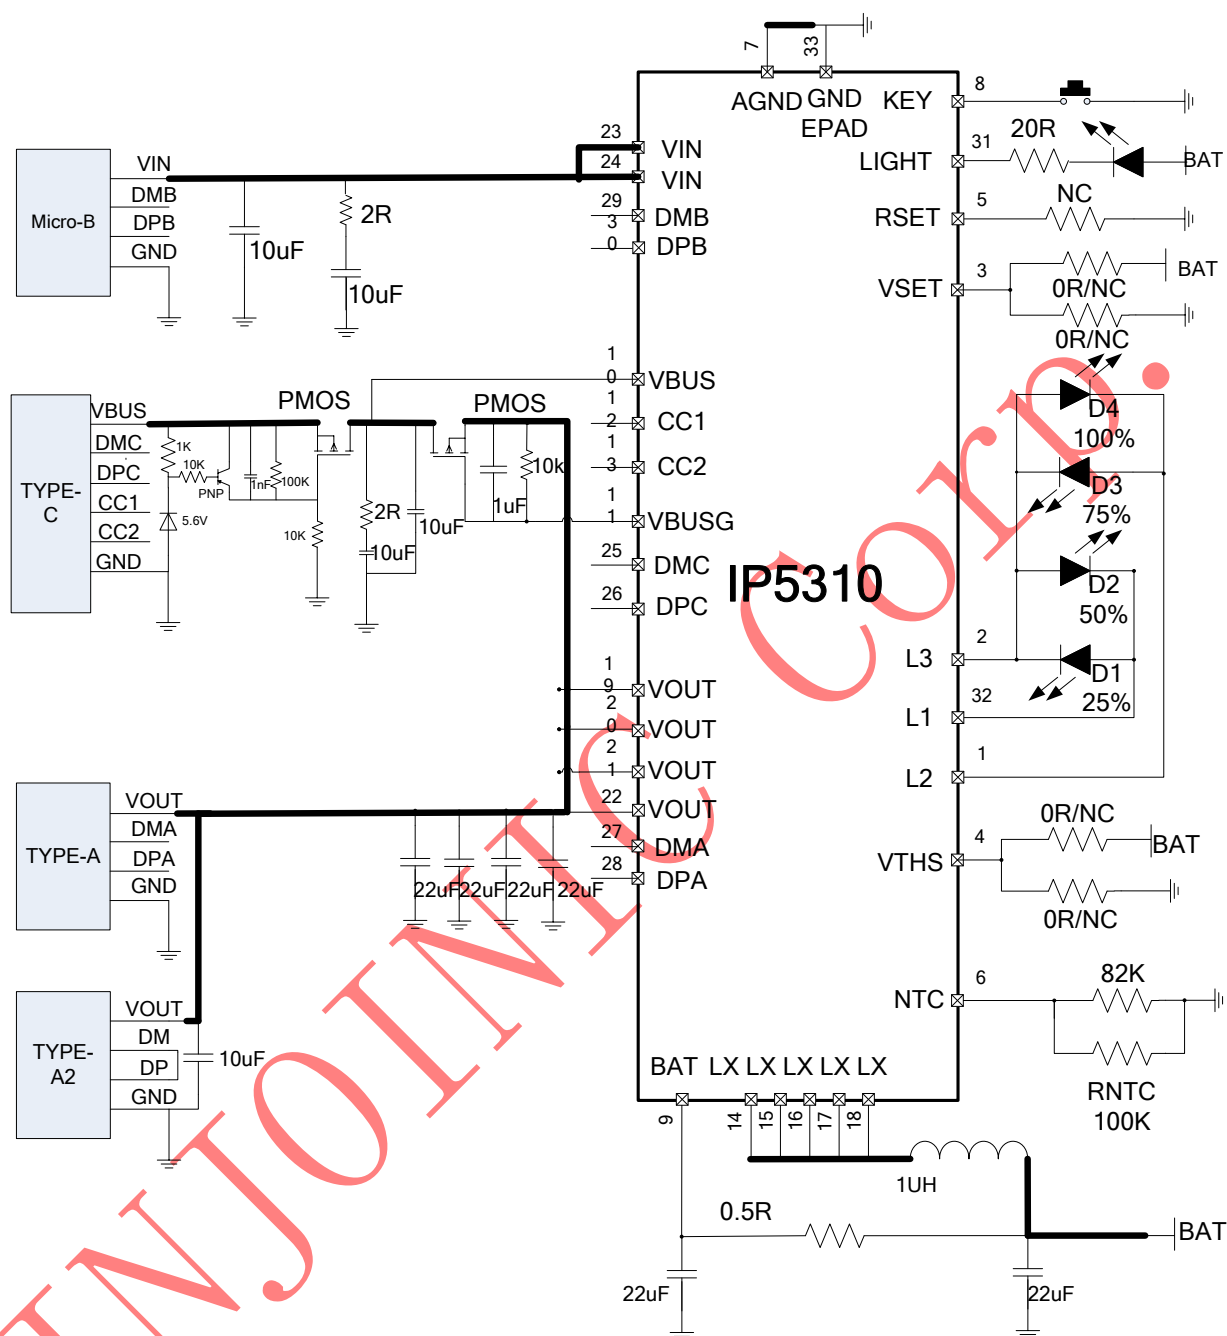 7
33
AGND GND
EPAD
KEY
8
23
VIN
24
VIN
20R
31
LIGHT
BAT
VIN
DMB
DPB
GND
Micro-B
2R
10uF
10uF
29
DMB
3
0
DPB
NC
5
RSET
3
VSET
BAT
0R/NC
0R/NC
1
0
VBUS
1
2
CC1
1
3
CC2
1
1
VBUSG
25
DMC
26
DPC
IP5310
TYPE-
C
VBUS
DMC
DPC
CC1
CC2
GND
PMOS
PMOS
1K
10K
PNP
1nF
100K
5.6V
10K
2R
10uF
10uF
1uF
10k
D4
100%
D3
75%
D2
50%
D1
25%
2
L3
32
L1
1
L2
1
9
VOUT
2
0
VOUT
2
1
VOUT
22
VOUT
27
DMA
28
DPA
TYPE-A
VOUT
DMA
DPA
GND
22uF
22uF
22uF
22uF
0R/NC
4
VTHS
BAT
0R/NC
TYPE-
A2
VOUT
DM
DP
GND
10uF
6
NTC
82K
RNTC
100K
BAT LX LX LX LX LX
9
14
15
16
17
18
1UH
0.5R
BAT
22uF
22uF
INJOINIC Corp.